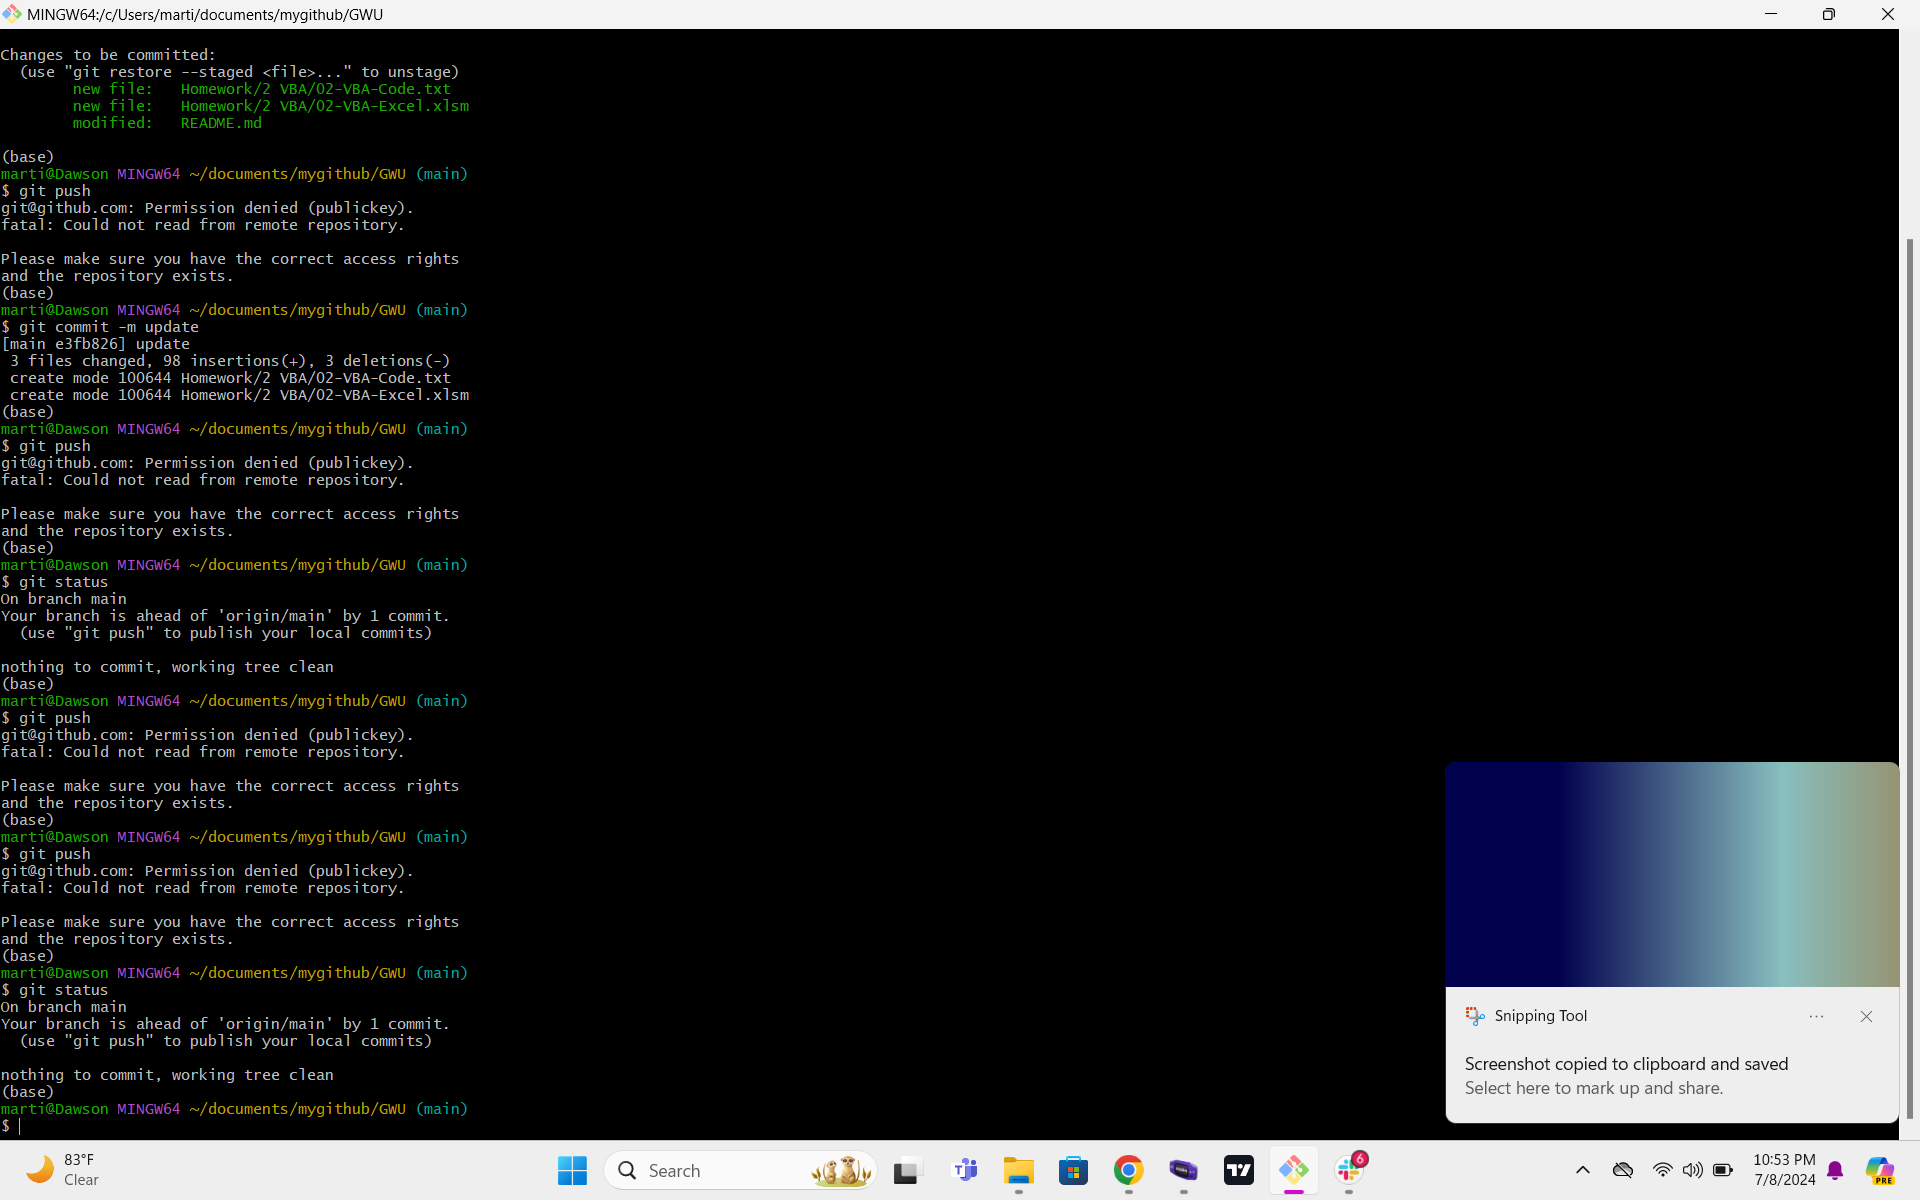 MINGW64:/c/Users/marti/documents/mygithub/GWU
Changes to be committed:
  (use "git restore --staged <file>..." to unstage)
        new file:   Homework/2 VBA/02-VBA-Code.txt
        new file:   Homework/2 VBA/02-VBA-Excel.xlsm
        modified:   README.md
(base)
marti@Dawson MINGW64 ~/documents/mygithub/GWU (main)
$ git push
git@github.com: Permission denied (publickey).
fatal: Could not read from remote repository.
Please make sure you have the correct access rights
and the repository exists.
(base)
marti@Dawson MINGW64 ~/documents/mygithub/GWU (main)
$ git commit -m update
[main e3fb826] update
 3 files changed, 98 insertions(+), 3 deletions(-)
 create mode 100644 Homework/2 VBA/02-VBA-Code.txt
 create mode 100644 Homework/2 VBA/02-VBA-Excel.xlsm
(base)
marti@Dawson MINGW64 ~/documents/mygithub/GWU (main)
$ git push
git@github.com: Permission denied (publickey).
fatal: Could not read from remote repository.
Please make sure you have the correct access rights
and the repository exists.
(base)
marti@Dawson MINGW64 ~/documents/mygithub/GWU (main)
$ git status
On branch main
Your branch is ahead of 'origin/main' by 1 commit.
  (use "git push" to publish your local commits)
nothing to commit, working tree clean
(base)
marti@Dawson MINGW64 ~/documents/mygithub/GWU (main)
$ git push
git@github.com: Permission denied (publickey).
fatal: Could not read from remote repository.
Please make sure you have the correct access rights
and the repository exists.
(base)
marti@Dawson MINGW64 ~/documents/mygithub/GWU (main)
$ git push
git@github.com: Permission denied (publickey).
fatal: Could not read from remote repository.
Please make sure you have the correct access rights
and the repository exists.
(base)
marti@Dawson MINGW64 ~/documents/mygithub/GWU (main)
$ git status
On branch main
Your branch is ahead of 'origin/main' by 1 commit.
  (use "git push" to publish your local commits)
nothing to commit, working tree clean
(base)
marti@Dawson MINGW64 ~/documents/mygithub/GWU (main)
$
Snipping Tool
Screenshot copied to clipboard and saved
Select here to mark up and share.
83°F
Clear
Search
6
10:53 PM
7/8/2024
PRE